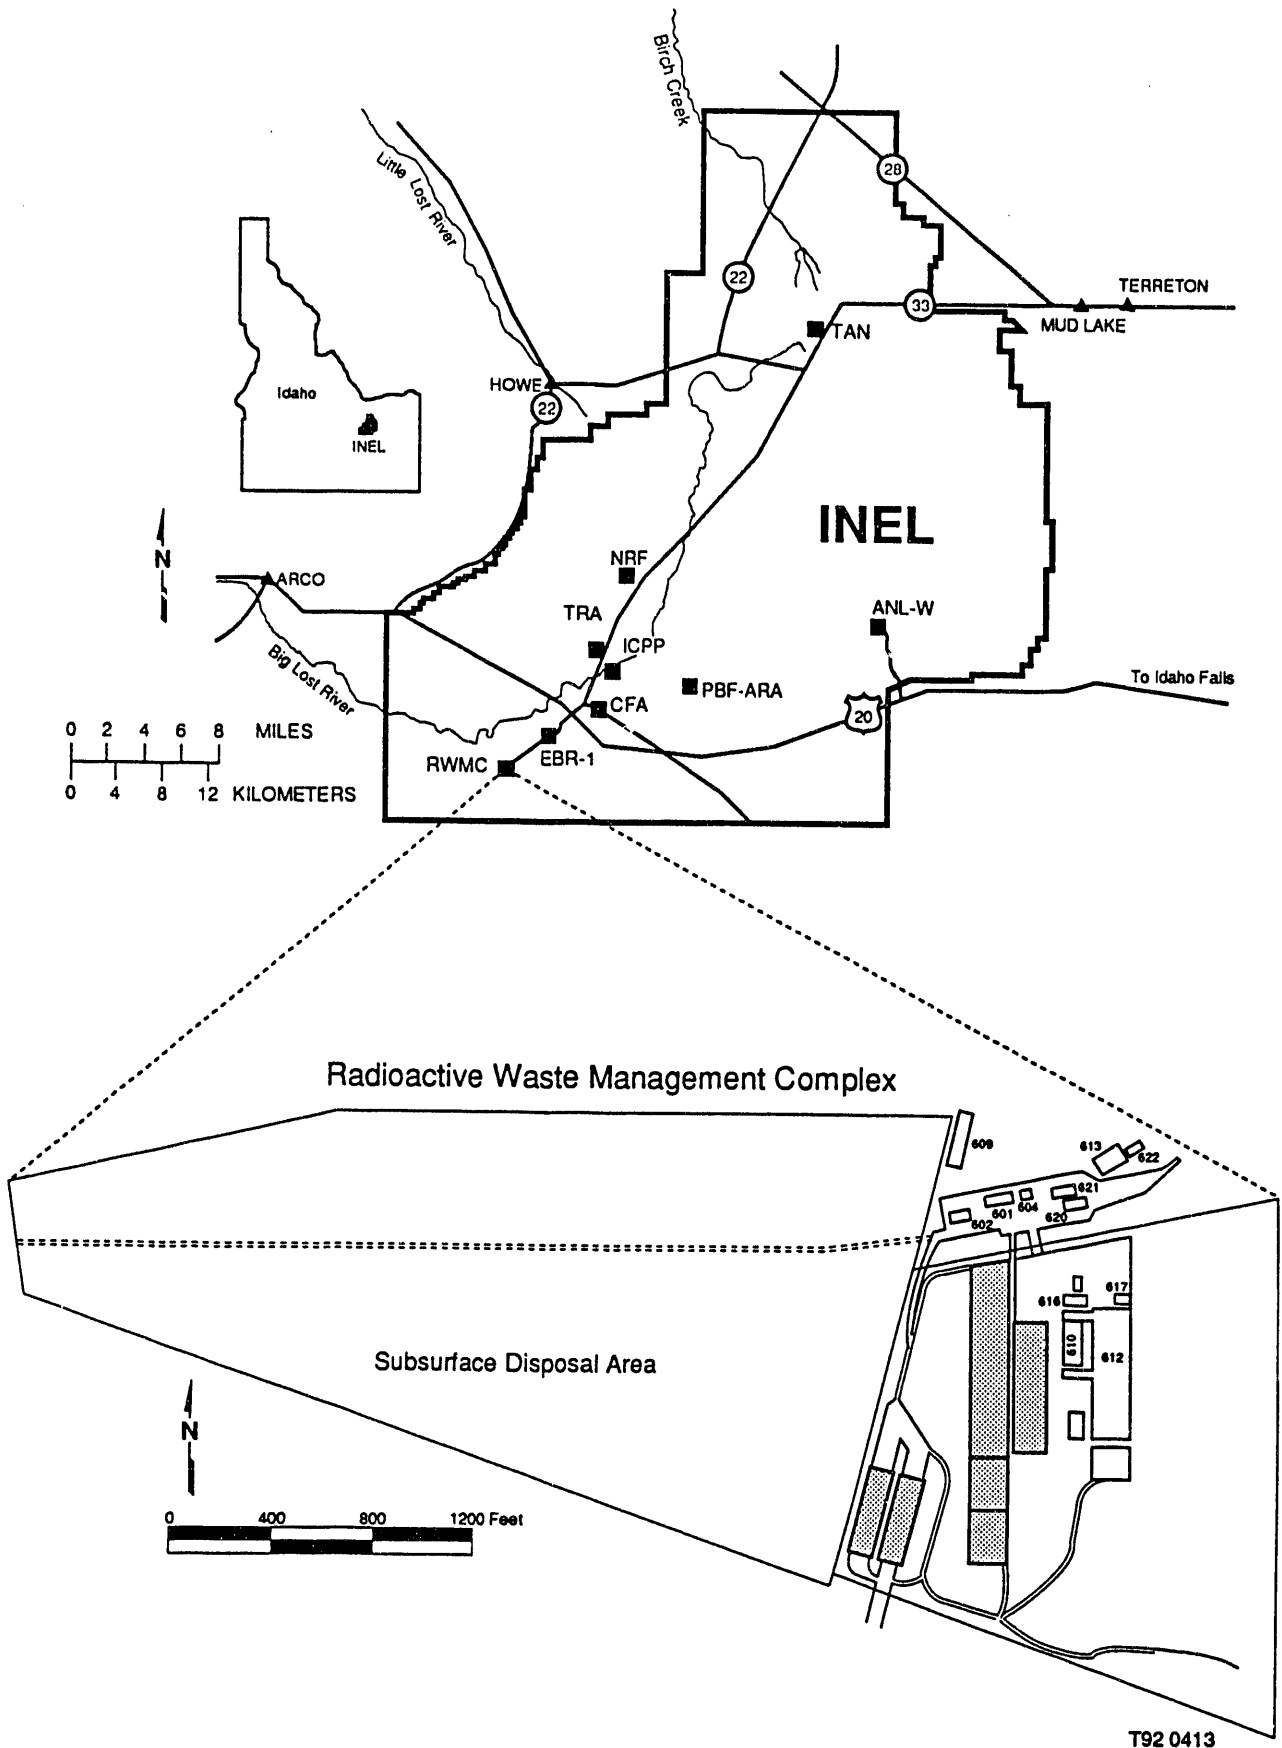 Birch Creek
28
Little Lost River
22
TERRETON
33
MUD LAKE
TAN
HOWE
22
Idaho
INEL
INEL
N
NRF
ARCO
ANL-W
TRA
ICPP
Big Lost River
PBF-ARA
To Idaho Falls
CFA
20
0 2 4 6 8 MILES
EBR-1
RWMC
0 4 8 12 KILOMETERS
Radioactive Waste Management Complex
609
613
622
621
601
604
602
620
616
617
610
612
Subsurface Disposal Area
N
0 400 800 1200 Feet
T92 0413